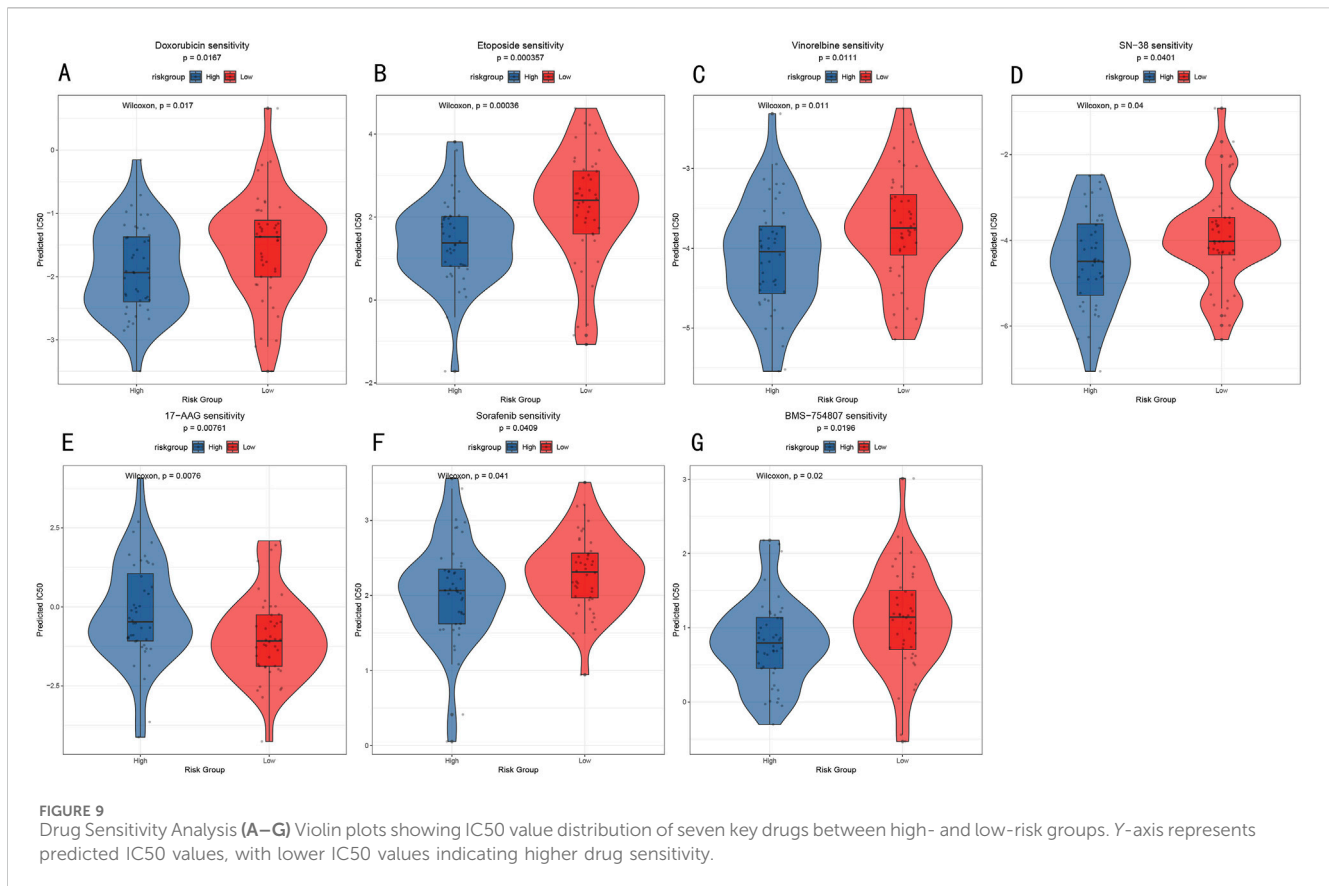 Doxorubicin sensitivity
p = 0.0167
A
riskgroup High Low
Wilcoxon, p = 0.017
Predicted IC50
0
−1
−2
−3
High
Low
Risk Group
Etoposide sensitivity
p = 0.000357
B
riskgroup High Low
Wilcoxon, p = 0.00036
Predicted IC50
4
2
0
−2
High
Low
Risk Group
Vinorelbine sensitivity
p = 0.0111
C
riskgroup High Low
Wilcoxon, p = 0.011
Predicted IC50
−3
−4
−5
High
Low
Risk Group
SN−38 sensitivity
p = 0.0401
D
riskgroup High Low
Wilcoxon, p = 0.04
Predicted IC50
−2
−4
−6
High
Low
Risk Group
17−AAG sensitivity
p = 0.00761
E
riskgroup High Low
Wilcoxon, p = 0.0076
Predicted IC50
2.5
0.0
−2.5
High
Low
Risk Group
Sorafenib sensitivity
p = 0.0409
F
riskgroup High Low
Wilcoxon, p = 0.041
Predicted IC50
3
2
1
0
High
Low
Risk Group
BMS−754807 sensitivity
p = 0.0196
G
riskgroup High Low
Wilcoxon, p = 0.02
Predicted IC50
3
2
1
0
High
Low
Risk Group
FIGURE 9
Drug Sensitivity Analysis (A–G) Violin plots showing IC50 value distribution of seven key drugs between high- and low-risk groups. Y-axis represents
predicted IC50 values, with lower IC50 values indicating higher drug sensitivity.